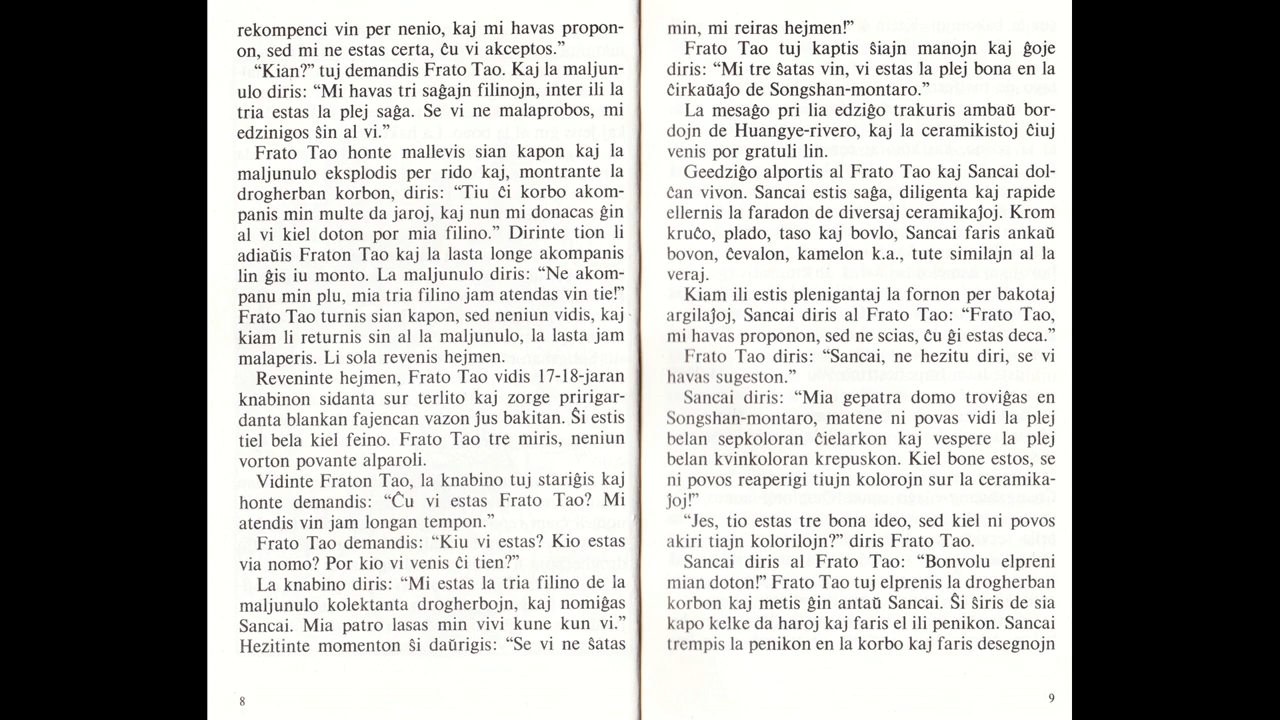 rekompenci vin per nenio, kaj mi havas propon-
on, sed mi ne estas certa, ĉu vi akceptos.”
“Kian?” tuj demandis Frato Tao. Kaj la maljun-
ulo diris: “Mi havas tri saĝajn filinojn, inter ili la
tria estas la plej saĝa. Se vi ne malaprobos, mi
edzinigos ŝin al vi.”
Frato Tao honte mallevis sian kapon kaj la
maljunulo eksplodis per rido kaj, montrante la
drogherban korbon, diris: “Tiu ĉi korbo akom-
panis min multe da jaroj, kaj nun mi donacas ĝin
al vi kiel doton por mia filino.” Dirinte tion li
adiaŭis Fraton Tao kaj la lasta longe akompanis
lin ĝis iu monto. La maljunulo diris: “Ne akom-
panu min plu, mia tria filino jam atendas vin tie!”
Frato Tao turnis sian kapon, sed neniun vidis, kaj
kiam li returnis sin al la maljunulo, la lasta jam
malaperis. Li sola revenis hejmen.
Reveninte hejmen, Frato Tao vidis 17-18-jaran
knabinon sidanta sur terlito kaj zorge pririgar-
danta blankan fajencan vazon ĵus bakitan. Ŝi estis
tiel bela kiel feino. Frato Tao tre miris, neniun
vorton povante alparoli.
Vidinte Fraton Tao, la knabino tuj stariĝis kaj
honte demandis: “Ĉu vi estas Frato Tao? Mi
atendis vin jam longan tempon.”
Frato Tao demandis: “Kiu vi estas? Kio estas
via nomo? Por kio vi venis ĉi tien?”
La knabino diris: “Mi estas la tria filino de la
maljunulo kolektanta drogherbojn, kaj nomiĝas
Sancai. Mia patro lasas min vivi kune kun vi.”
Hezitinte momenton ŝi daŭrigis: “Se vi ne ŝatas
8
min, mi reiras hejmen!”
Frato Tao tuj kaptis ŝiajn manojn kaj ĝoje
diris: “Mi tre ŝatas vin, vi estas la plej bona en la
ĉirkaŭaĵo de Songshan-montaro.”
La mesaĝo pri lia edziĝo trakuris ambaŭ bor-
dojn de Huangye-rivero, kaj la ceramikistoj ĉiuj
venis por gratuli lin.
Geedziĝo alportis al Frato Tao kaj Sancai dol-
ĉan vivon. Sancai estis saĝa, diligenta kaj rapide
ellernis la faradon de diversaj ceramikaĵoj. Krom
kruĉo, plado, taso kaj bovlo, Sancai faris ankaŭ
bovon, ĉevalon, kamelon k.a., tute similajn al la
veraj.
Kiam ili estis plenigantaj la fornon per bakotaj
argilaĵoj, Sancai diris al Frato Tao: “Frato Tao,
mi havas proponon, sed ne scias, ĉu ĝi estas deca.”
Frato Tao diris: “Sancai, ne hezitu diri, se vi
havas sugeston.”
Sancai diris: “Mia gepatra domo troviĝas en
Songshan-montaro, matene ni povas vidi la plej
belan sepkoloran ĉielarkon kaj vespere la plej
belan kvinkoloran krepuskon. Kiel bone estos, se
ni povos reaperigi tiujn kolorojn sur la ceramika-
ĵoj!”
“Jes, tio estas tre bona ideo, sed kiel ni povos
akiri tiajn kolorilojn?” diris Frato Tao.
Sancai diris al Frato Tao: “Bonvolu elpreni
mian doton!” Frato Tao tuj elprenis la drogherban
korbon kaj metis ĝin antaŭ Sancai. Ŝi ŝiris de sia
kapo kelke da haroj kaj faris el ili penikon. Sancai
trempis la penikon en la korbo kaj faris desegnojn
9